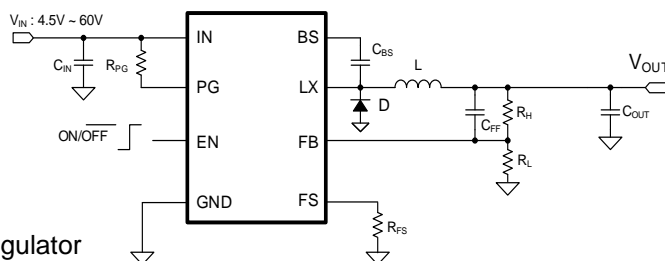 VIN : 4.5V ~ 60V
IN
BS
CBS
L
VOUT
CIN
RPG
PG
LX
D
CFF
RH
COUT
ON/OFF
EN
FB
RL
GND
FS
RFS
gulator